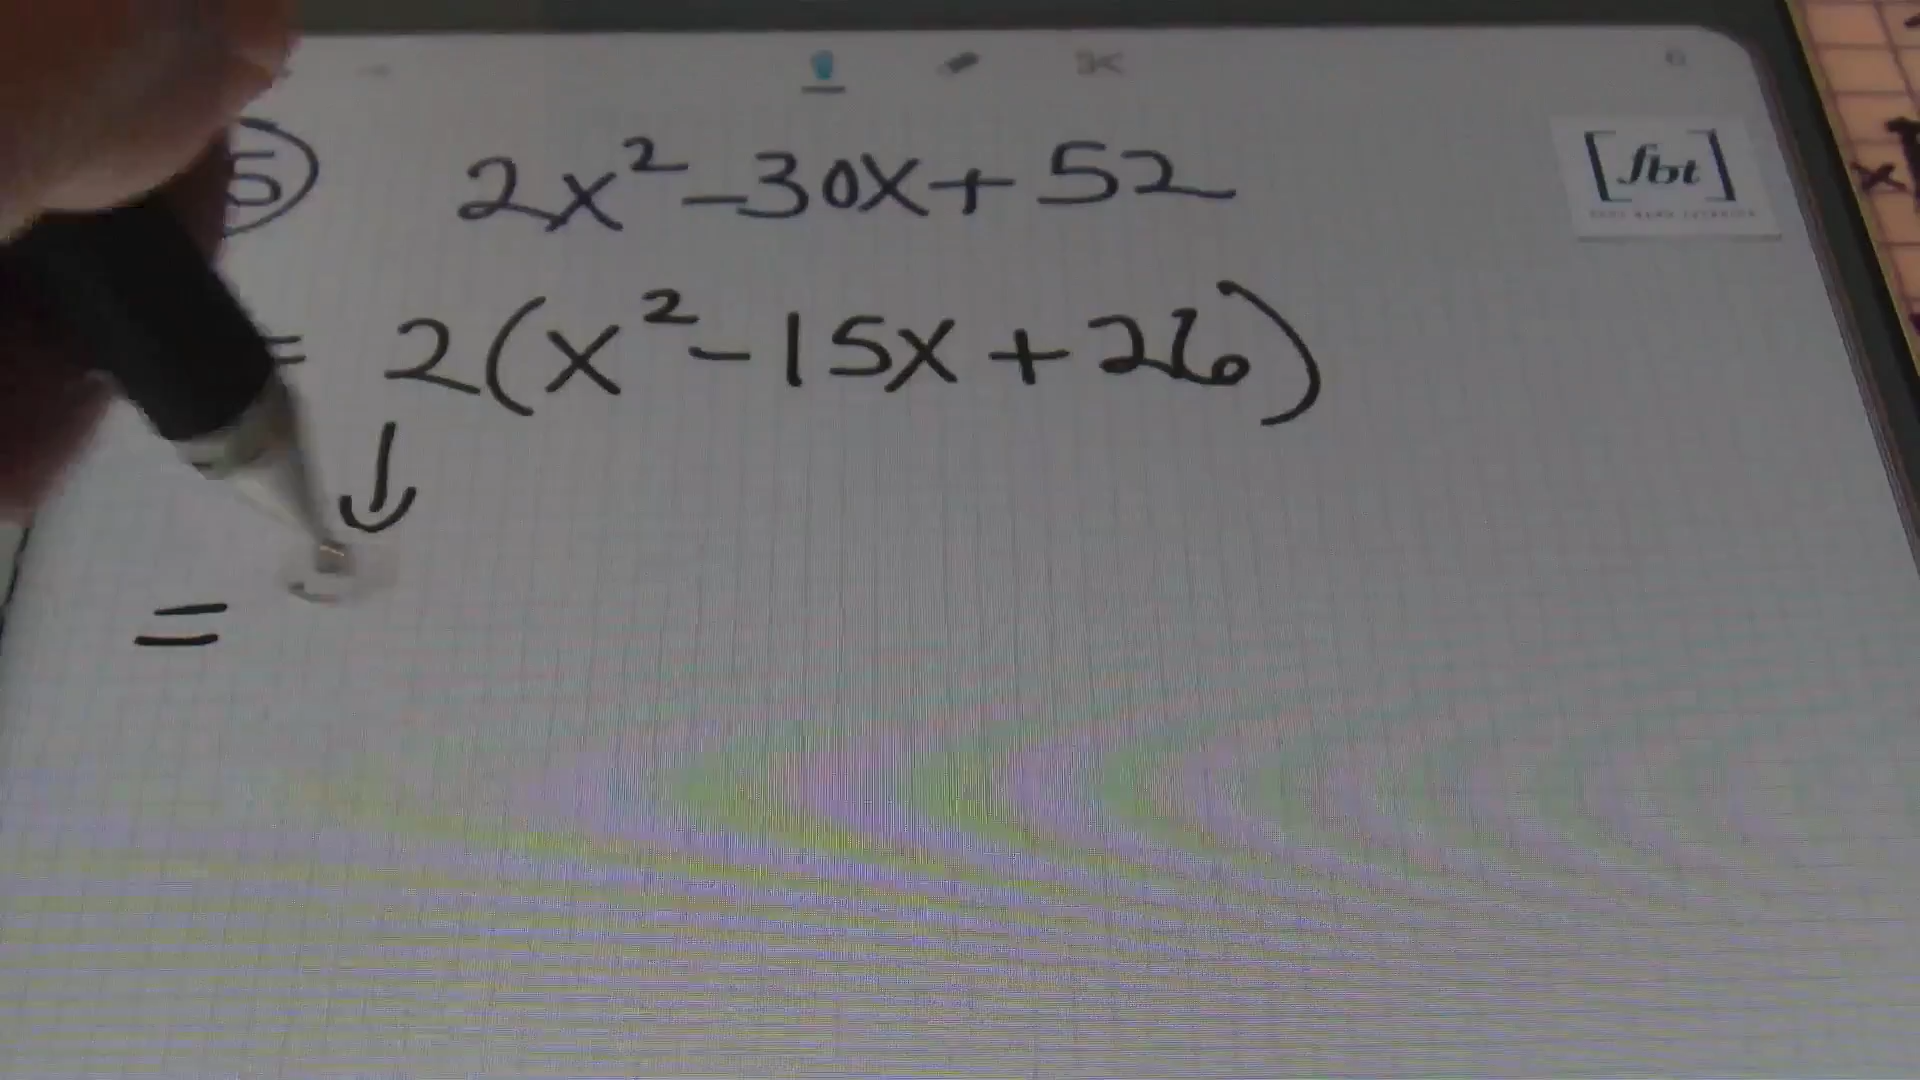 5 2x² - 30x + 52
[fbt]
= 2(x² - 15x + 26)
=